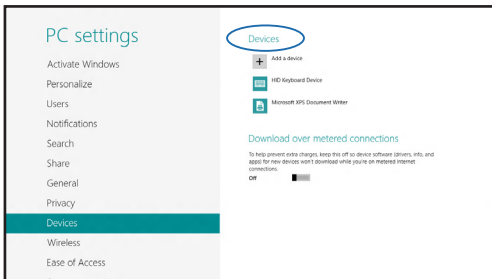 PC settings
Activate Windows
Personalize
Users
Notifications
Search
Share
General
Privacy
Devices
Wireless
Ease of Access
Devices
Add a device
HID Keyboard Device
Microsoft XPS Document Writer
Download over metered connections
To help prevent extra charges, keep this off so device software (drivers, info, and
apps) for new devices won't download while you're on metered Internet
connections.
Off